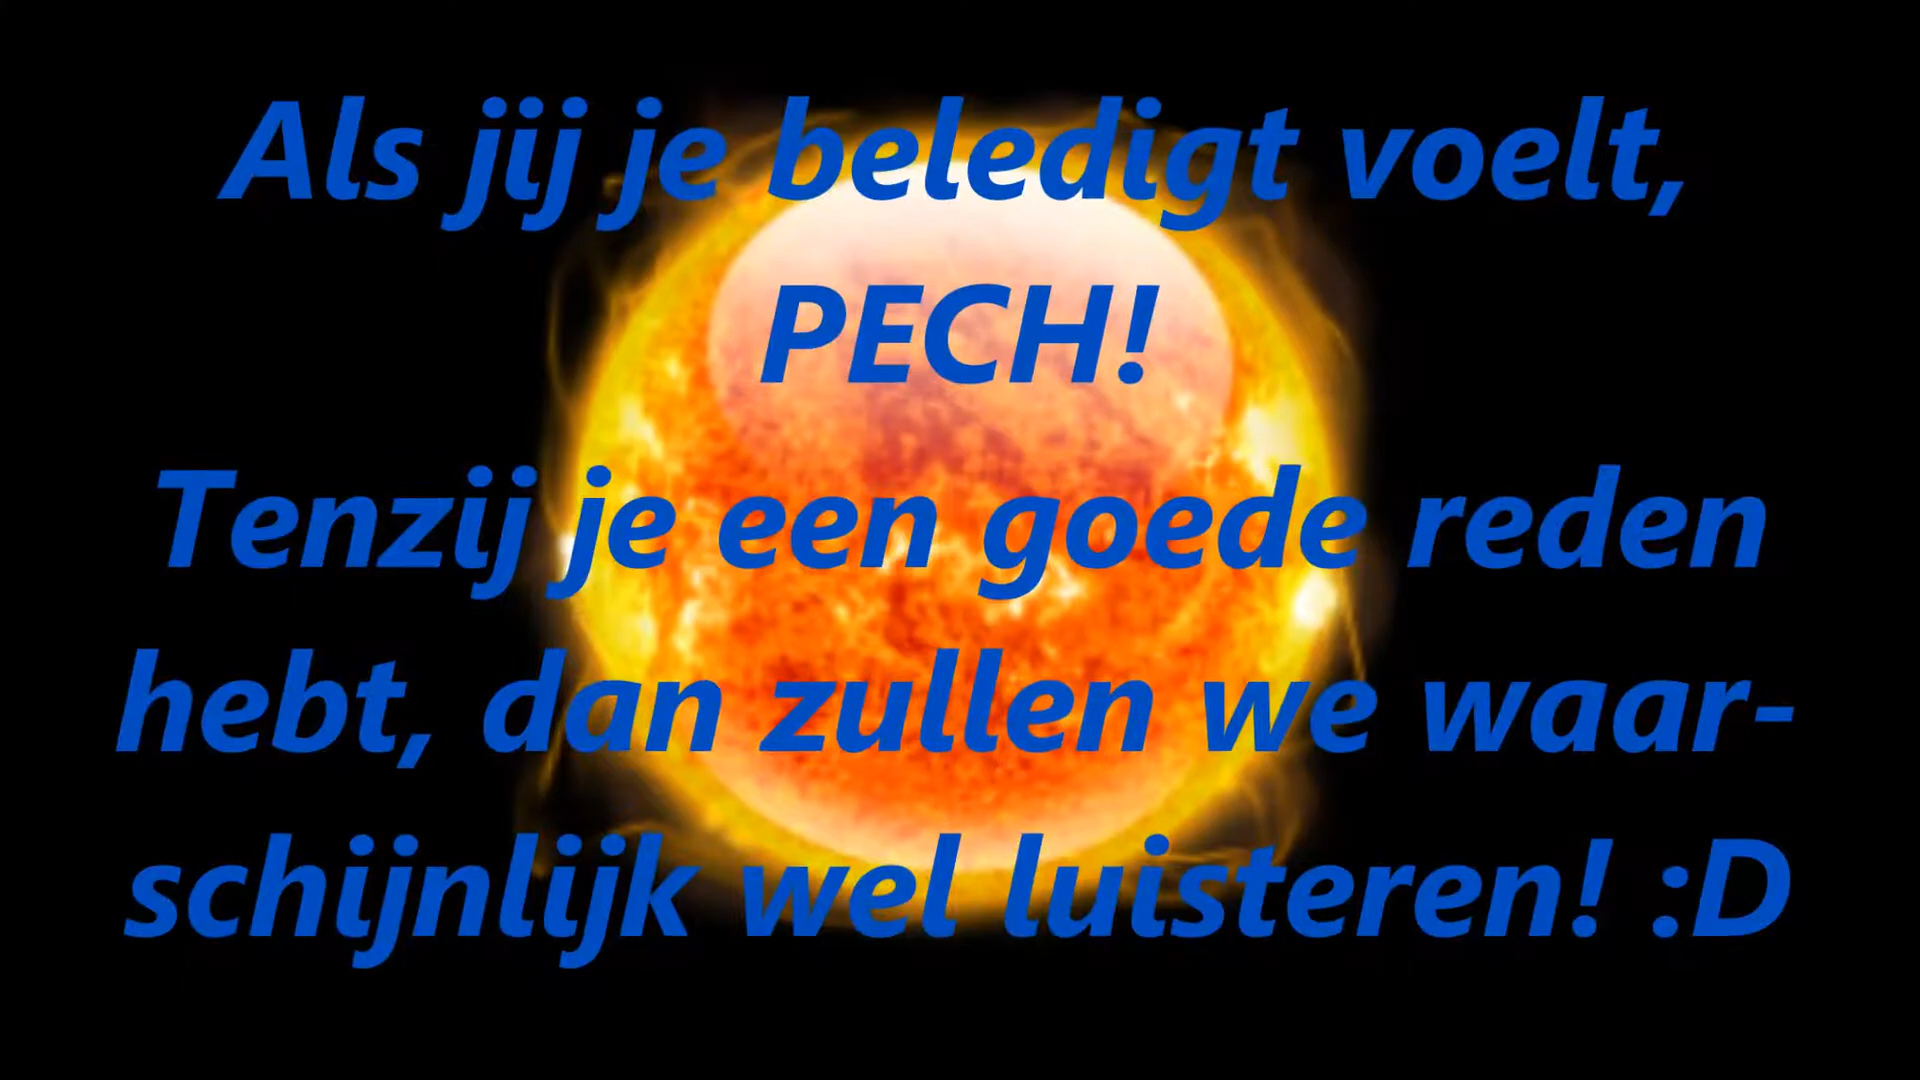 Als jij je beledigt voelt,
PECH!
Tenzij je een goede reden
hebt, dan zullen we waar-
schijnlijk wel luisteren! :D